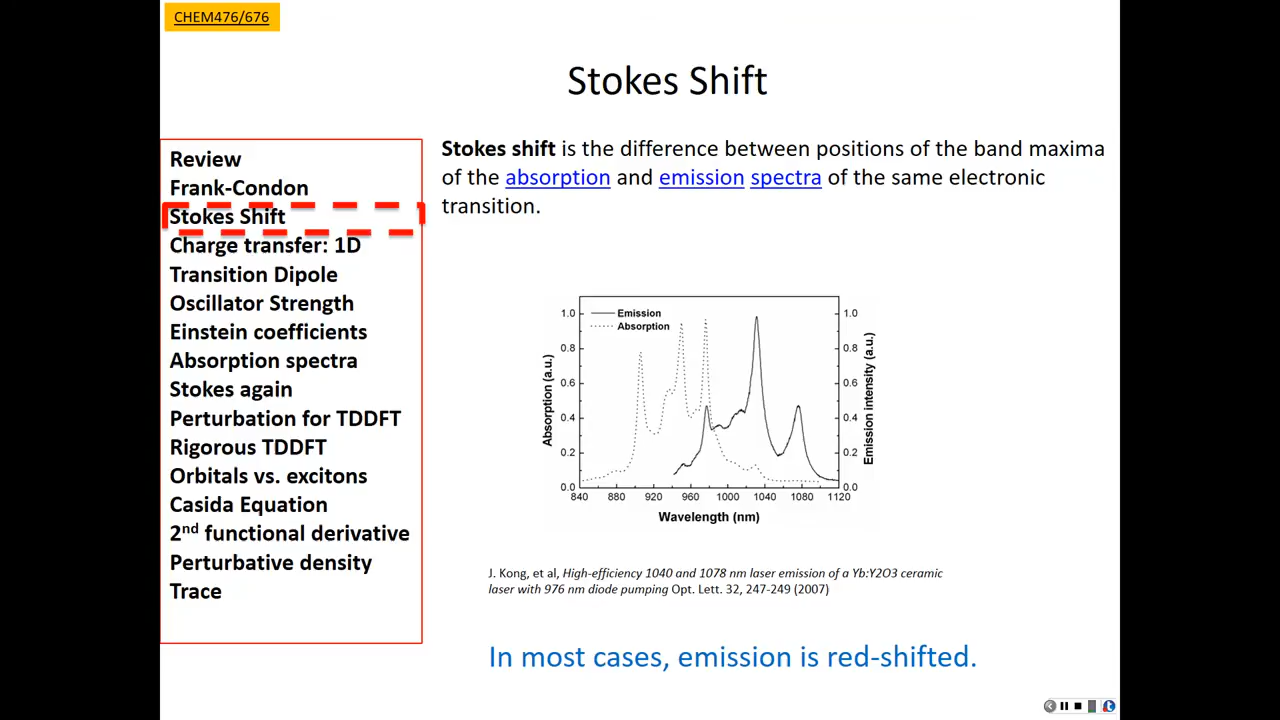 CHEM476/676
Stokes Shift
Review
Frank-Condon
Stokes Shift
Charge transfer: 1D
Transition Dipole
Oscillator Strength
Einstein coefficients
Absorption spectra
Stokes again
Perturbation for TDDFT
Rigorous TDDFT
Orbitals vs. excitons
Casida Equation
2nd functional derivative
Perturbative density
Trace
Stokes shift is the difference between positions of the band maxima
of the absorption and emission spectra of the same electronic
transition.
Emission
Absorption
Absorption (a.u.)
1.0
0.8
0.6
0.4
0.2
0.0
1.0
0.8
0.6
0.4
0.2
0.0
Emission intensity (a.u.)
840 880 920 960 1000 1040 1080 1120
Wavelength (nm)
J. Kong, et al, High-efficiency 1040 and 1078 nm laser emission of a Yb:Y2O3 ceramic
laser with 976 nm diode pumping Opt. Lett. 32, 247-249 (2007)
In most cases, emission is red-shifted.